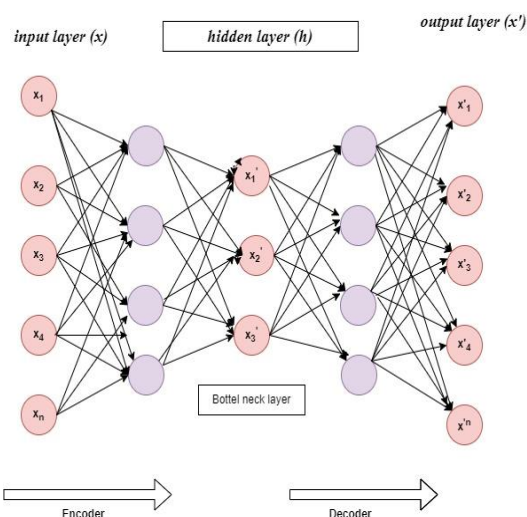 input layer (x)
hidden layer (h)
output layer (x')
x1
x2
x3
x4
xn
x1'
x2'
x3'
x'1
x'2
x'3
x'4
x'n
Bottel neck layer
Encoder
Decoder